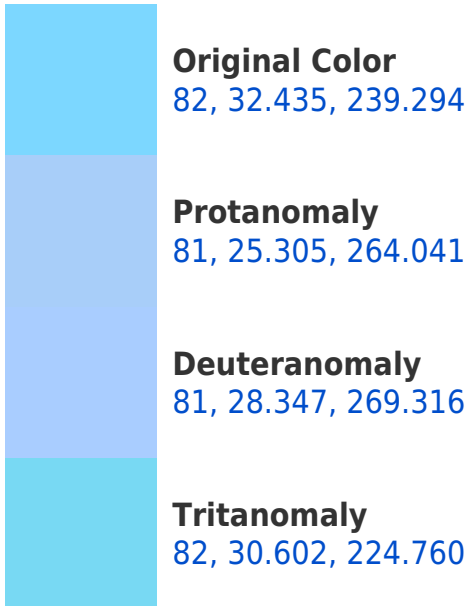 Original Color
82, 32.435, 239.294
Protanomaly
81, 25.305, 264.041
Deuteranomaly
81, 28.347, 269.316
Tritanomaly
82, 30.602, 224.760